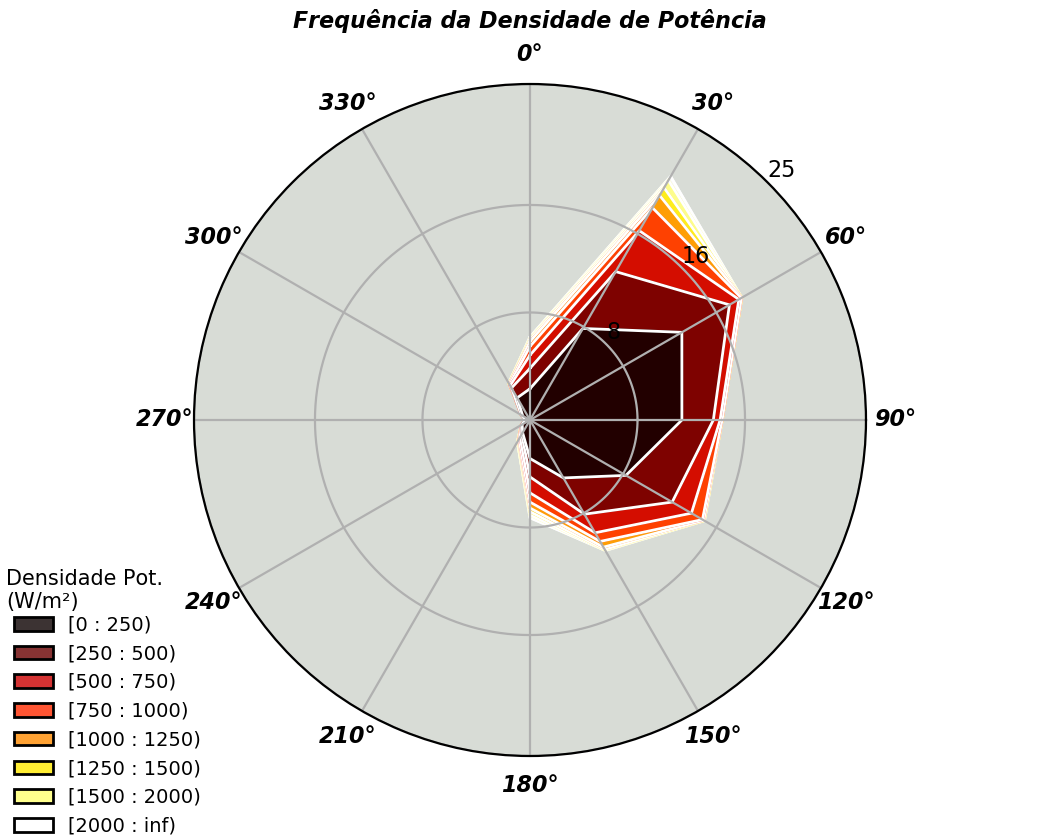 Frequência da Densidade de Potência
0°
330°
30°
25
300°
60°
16
8
270°
90°
240°
120°
210°
150°
180°
Densidade Pot.
(W/m²)
[0 : 250)
[250 : 500)
[500 : 750)
[750 : 1000)
[1000 : 1250)
[1250 : 1500)
[1500 : 2000)
[2000 : inf)